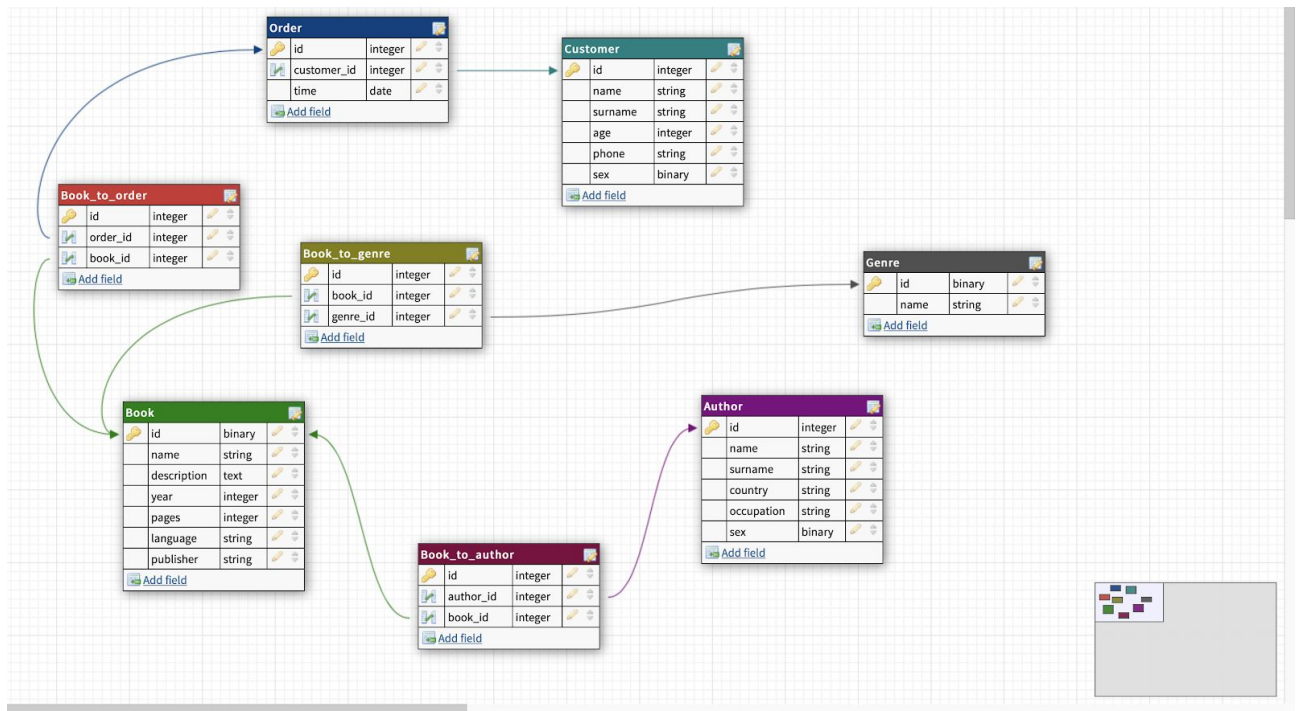 Order
id integer
customer_id integer
time date
Add field
Customer
id integer
name string
surname string
age integer
phone string
sex binary
Add field
Book_to_order
id integer
order_id integer
book_id integer
Add field
Book_to_genre
id integer
book_id integer
genre_id integer
Add field
Genre
id binary
name string
Add field
Book
id binary
name string
description text
year integer
pages integer
language string
publisher string
Add field
Author
id integer
name string
surname string
country string
occupation string
sex binary
Add field
Book_to_author
id integer
author_id integer
book_id integer
Add field